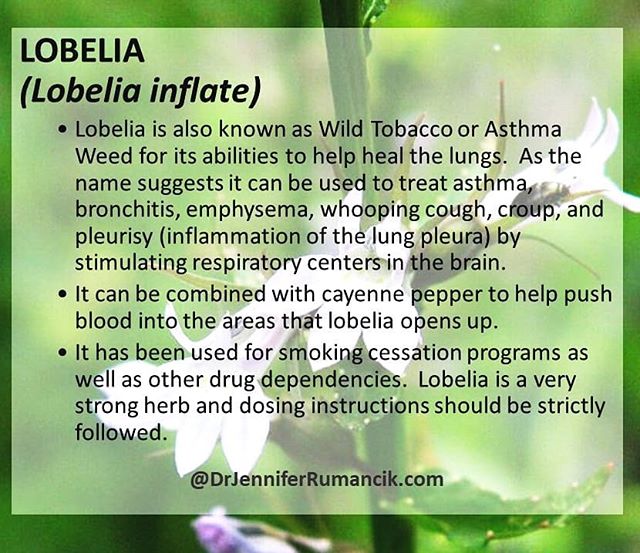 LOBELIA
(Lobelia inflate)
• Lobelia is also known as Wild Tobacco or Asthma
Weed for its abilities to help heal the lungs.  As the
name suggests it can be used to treat asthma,
bronchitis, emphysema, whooping cough, croup, and
pleurisy (inflammation of the lung pleura) by
stimulating respiratory centers in the brain.
• It can be combined with cayenne pepper to help push
blood into the areas that lobelia opens up.
• It has been used for smoking cessation programs as
well as other drug dependencies.  Lobelia is a very
strong herb and dosing instructions should be strictly
followed.
@DrJenniferRumancik.com